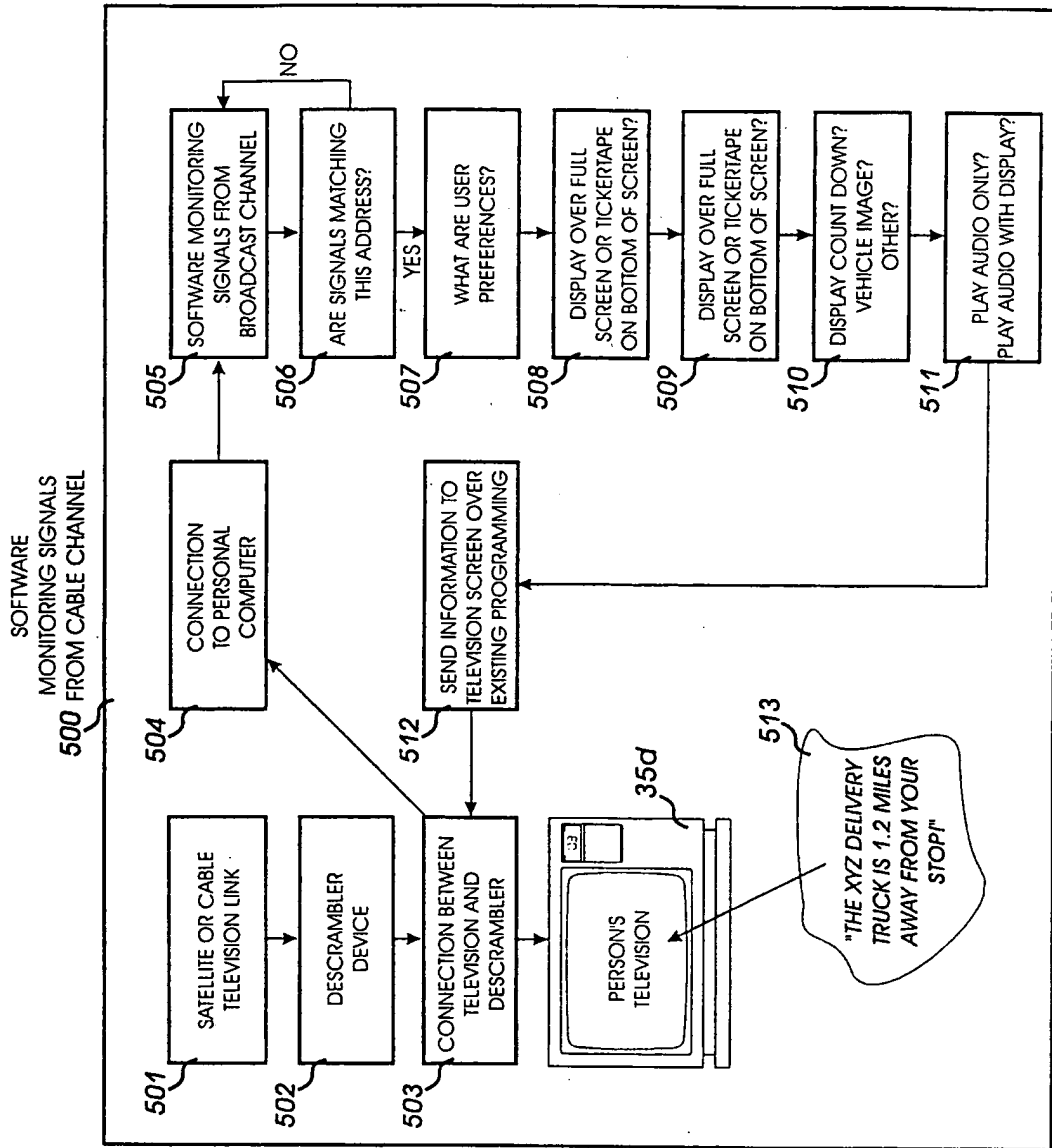 SOFTWARE
MONITORING SIGNALS
FROM CABLE CHANNEL
500
501
SATELLITE OR CABLE
TELEVISION LINK
502
DESCRAMBLER
DEVICE
503
CONNECTION BETWEEN
TELEVISION AND
DESCRAMBLER
PERSON'S
TELEVISION
03
35d
513
"THE XYZ DELIVERY
TRUCK IS 1.2 MILES
AWAY FROM YOUR
STOP!"
504
CONNECTION
TO PERSONAL
COMPUTER
512
SEND INFORMATION TO
TELEVISION SCREEN OVER
EXISTING PROGRAMMING
505
SOFTWARE MONITORING
SIGNALS FROM
BROADCAST CHANNEL
NO
506
ARE SIGNALS MATCHING
THIS ADDRESS?
YES
507
WHAT ARE USER
PREFERENCES?
508
DISPLAY OVER FULL
SCREEN OR TICKERTAPE
ON BOTTOM OF SCREEN?
509
DISPLAY OVER FULL
SCREEN OR TICKERTAPE
ON BOTTOM OF SCREEN?
510
DISPLAY COUNT DOWN?
VEHICLE IMAGE?
OTHER?
511
PLAY AUDIO ONLY?
PLAY AUDIO WITH DISPLAY?